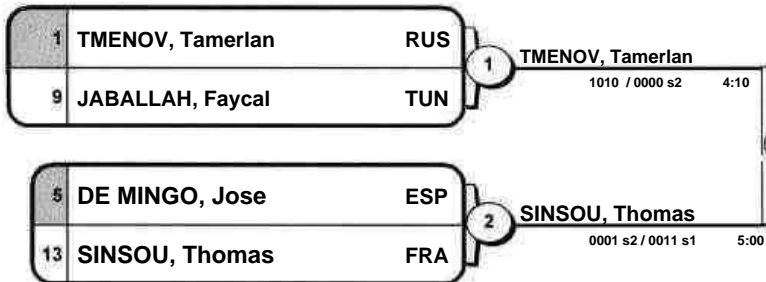 1 TMENOV, Tamerlan RUS
9 JABALLAH, Faycal TUN
1 TMENOV, Tamerlan
1010 / 0000 s2 4:10
5 DE MINGO, Jose ESP
13 SINSOU, Thomas FRA
2 SINSOU, Thomas
0001 s2 / 0011 s1 5:00